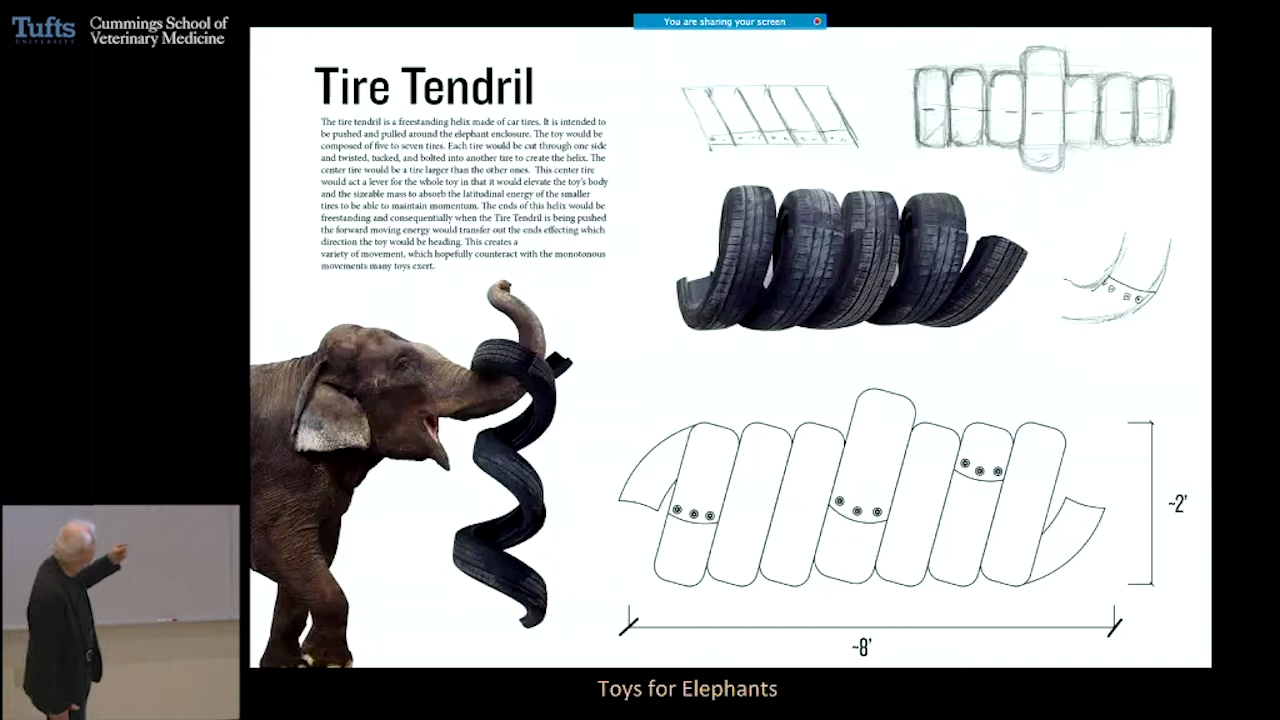 Tufts
UNIVERSITY
Cummings School of
Veterinary Medicine
You are sharing your screen
Tire Tendril
The tire tendril is a freestanding helix made of car tires. It is intended to
be pushed and pulled around the elephant enclosure. The toy would be
composed of five to seven tires. Each tire would be cut through one side
and twisted, tucked, and bolted into another tire to create the helix. The
center tire would be a tire larger than the other ones. This center tire
would act a lever for the whole toy in that it would elevate the toy's body
and the sizeable mass to absorb the latitudinal energy of the smaller
tires to be able to maintain momentum. The ends of this helix would be
freestanding and consequentially when the Tire Tendril is being pushed
the forward moving energy would transfer out the ends effecting which
direction the toy would be heading. This creates a
variety of movement, which hopefully counteract with the monotonous
movements many toys exert.
~2'
~8'
Toys for Elephants